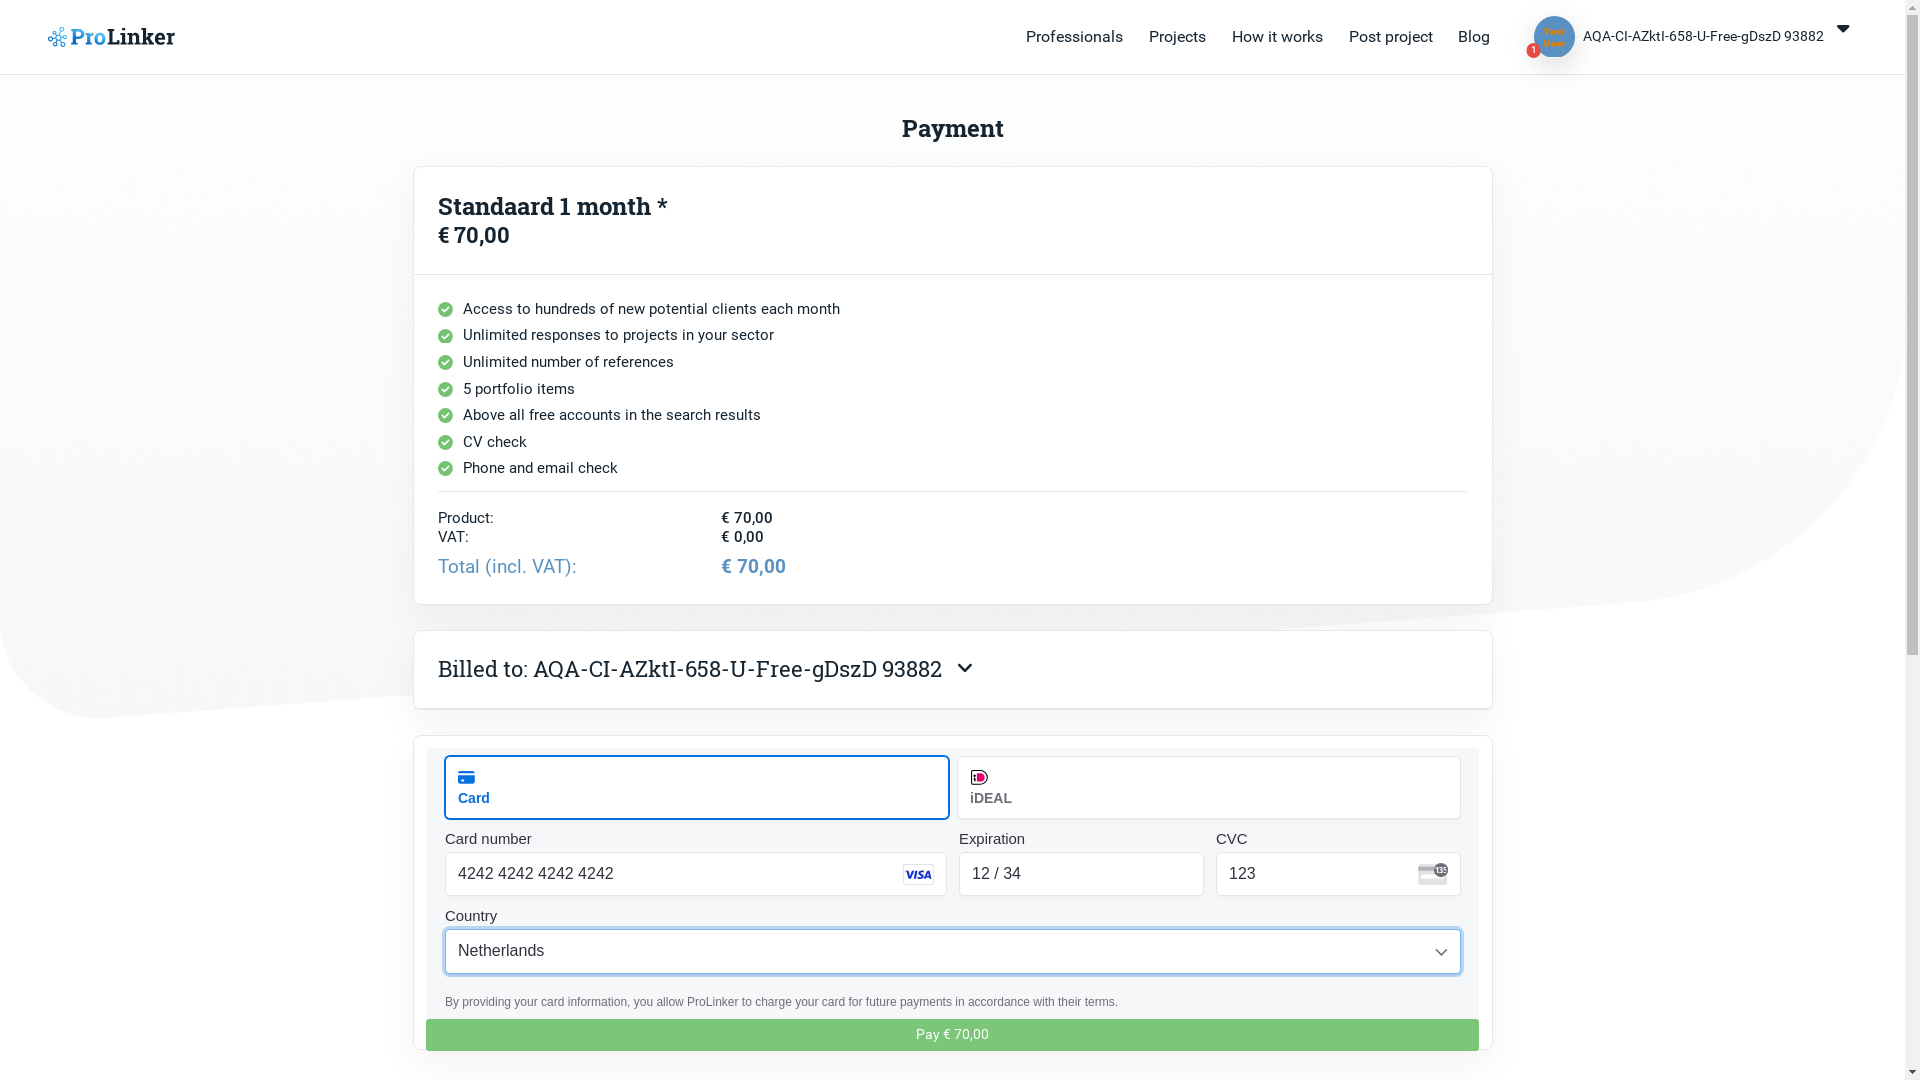 ProLinker
Professionals
Projects
How it works
Post project
Blog
1
Test User
AQA-CI-AZktI-658-U-Free-gDszD 93882
Payment
Standaard 1 month *
€ 70,00
Access to hundreds of new potential clients each month
Unlimited responses to projects in your sector
Unlimited number of references
5 portfolio items
Above all free accounts in the search results
CV check
Phone and email check
Product: € 70,00
VAT: € 0,00
Total (incl. VAT): € 70,00
Billed to: AQA-CI-AZktI-658-U-Free-gDszD 93882
Card
iDEAL
Card number
Expiration
CVC
4242 4242 4242 4242
VISA
12 / 34
123
135
Country
Netherlands
By providing your card information, you allow ProLinker to charge your card for future payments in accordance with their terms.
Pay € 70,00